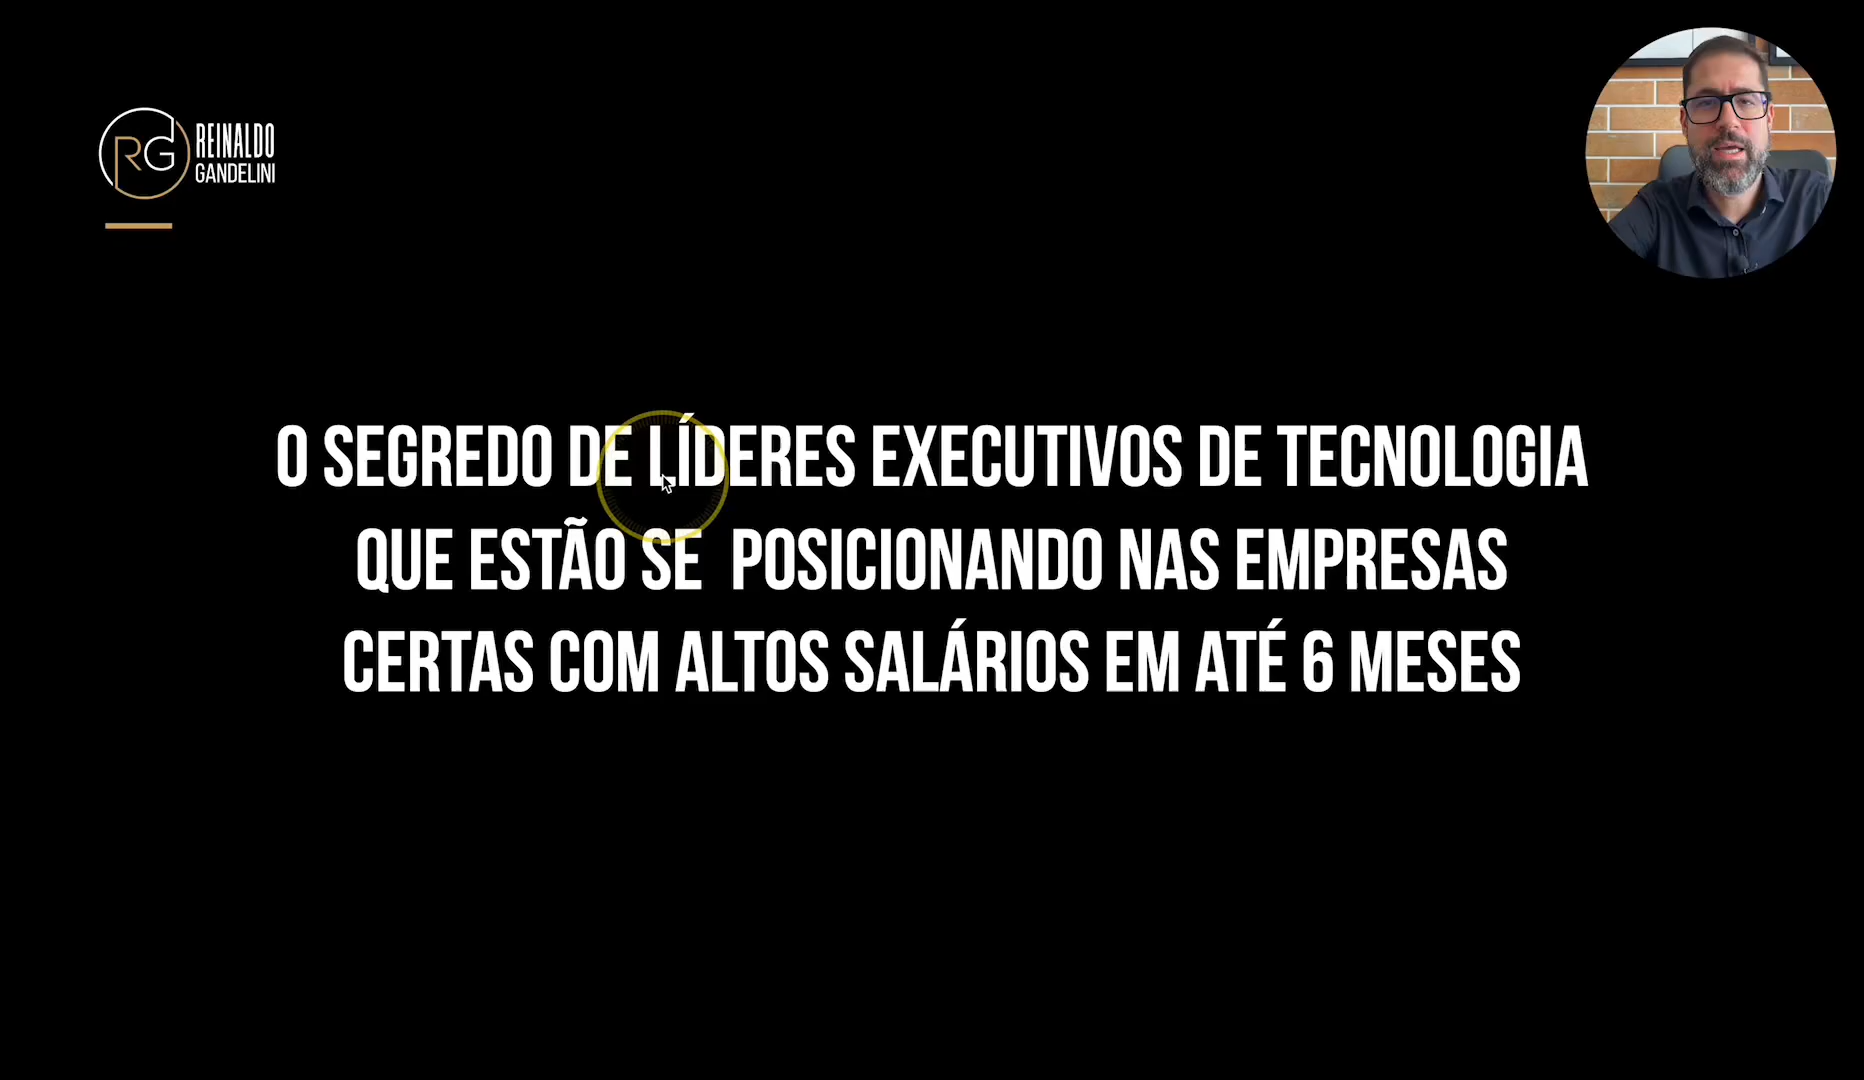 RG REINALDO
GANDELINI
O SEGREDO DE LÍDERES EXECUTIVOS DE TECNOLOGIA
QUE ESTÃO SE POSICIONANDO NAS EMPRESAS
CERTAS COM ALTOS SALÁRIOS EM ATÉ 6 MESES